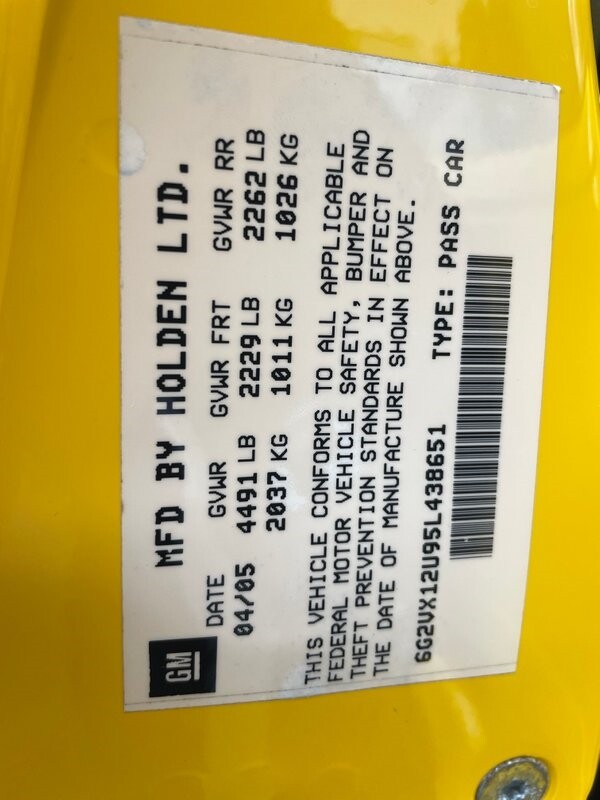 GM
MFD BY HOLDEN LTD.
DATE GVWR GVWR FRT GVWR RR
04/05 4491 LB 2229 LB 2262 LB
2037 KG 1011 KG 1026 KG
THIS VEHICLE CONFORMS TO ALL APPLICABLE
FEDERAL MOTOR VEHICLE SAFETY, BUMPER AND
THEFT PREVENTION STANDARDS IN EFFECT ON
THE DATE OF MANUFACTURE SHOWN ABOVE.
6G2VX12U95L438651 TYPE: PASS CAR